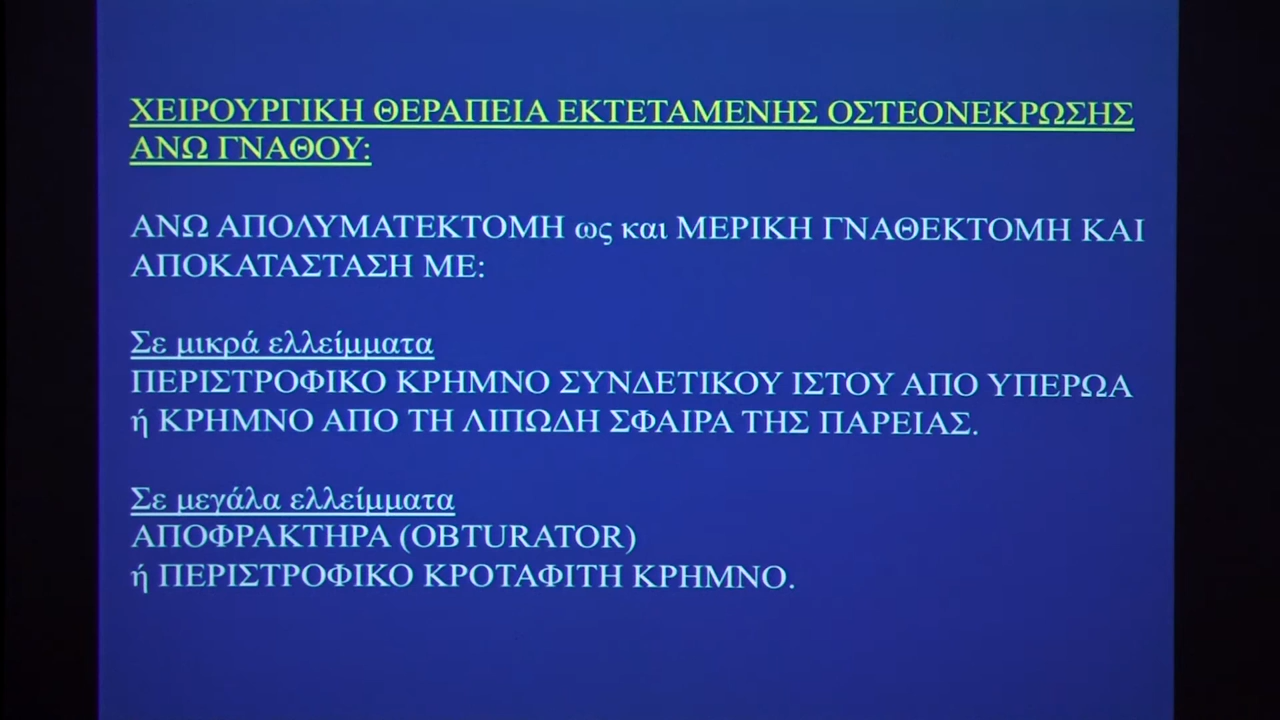 ΧΕΙΡΟΥΡΓΙΚΗ ΘΕΡΑΠΕΙΑ ΕΚΤΕΤΑΜΕΝΗΣ ΟΣΤΕΟΝΕΚΡΩΣΗΣ
ΑΝΩ ΓΝΑΘΟΥ:
ΑΝΩ ΑΠΟΛΥΜΑΤΕΚΤΟΜΗ ως και ΜΕΡΙΚΗ ΓΝΑΘΕΚΤΟΜΗ ΚΑΙ
ΑΠΟΚΑΤΑΣΤΑΣΗ ΜΕ:
Σε μικρά ελλείμματα
ΠΕΡΙΣΤΡΟΦΙΚΟ ΚΡΗΜΝΟ ΣΥΝΔΕΤΙΚΟΥ ΙΣΤΟΥ ΑΠΟ ΥΠΕΡΩΑ
ή ΚΡΗΜΝΟ ΑΠΟ ΤΗ ΛΙΠΩΔΗ ΣΦΑΙΡΑ ΤΗΣ ΠΑΡΕΙΑΣ.
Σε μεγάλα ελλείμματα
ΑΠΟΦΡΑΚΤΗΡΑ (OBTURATOR)
ή ΠΕΡΙΣΤΡΟΦΙΚΟ ΚΡΟΤΑΦΙΤΗ ΚΡΗΜΝΟ.